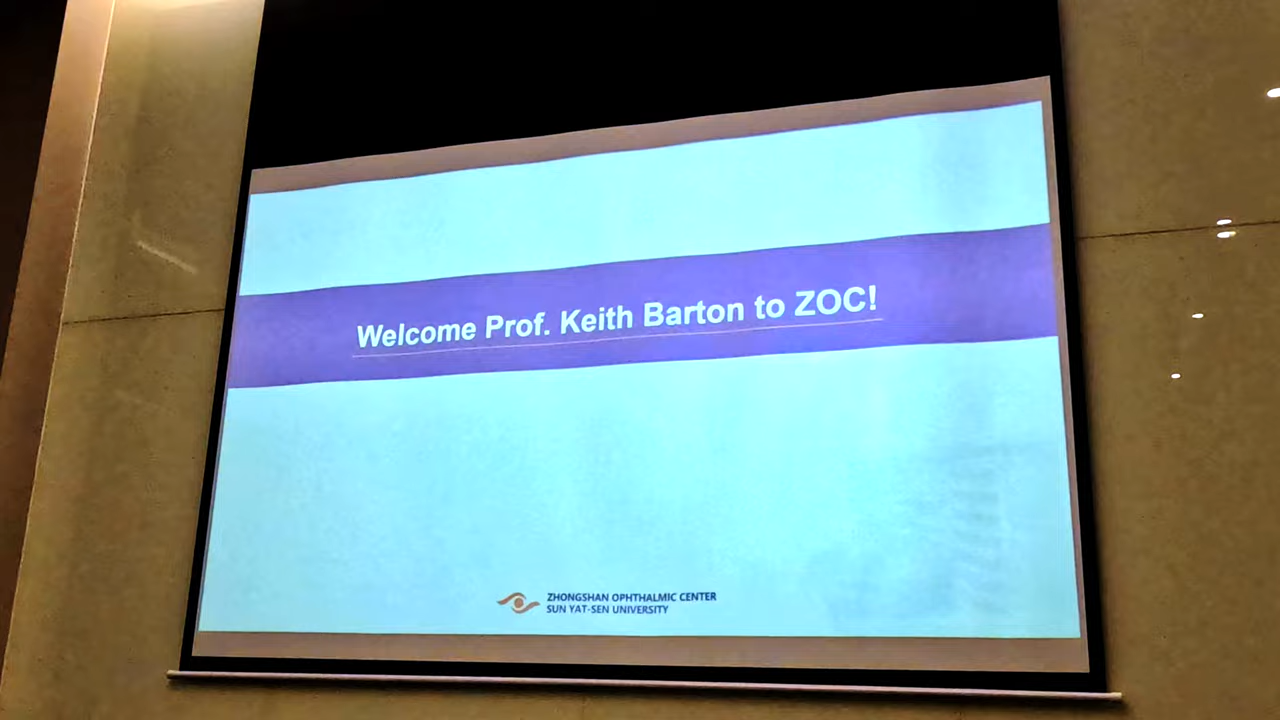 Welcome Prof. Keith Barton to ZOC!
ZHONGSHAN OPHTHALMIC CENTER
SUN YAT-SEN UNIVERSITY